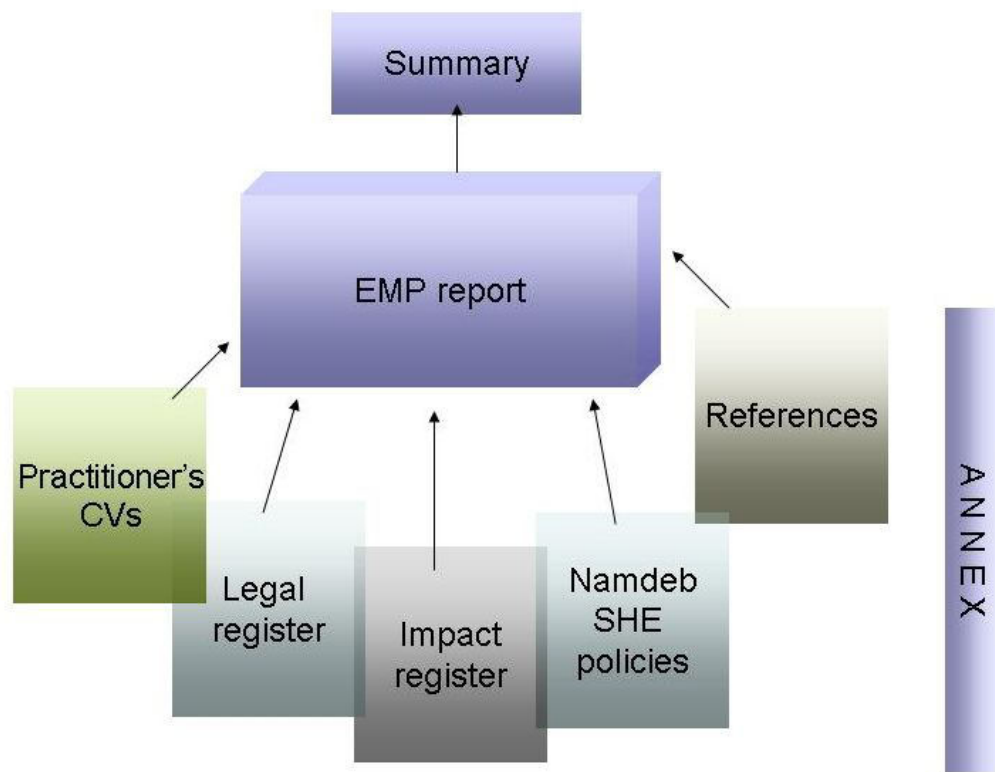 Summary
EMP report
References
Practitioner's
CVs
Legal
register
Impact
register
Namdeb
SHE
policies
ANNEX